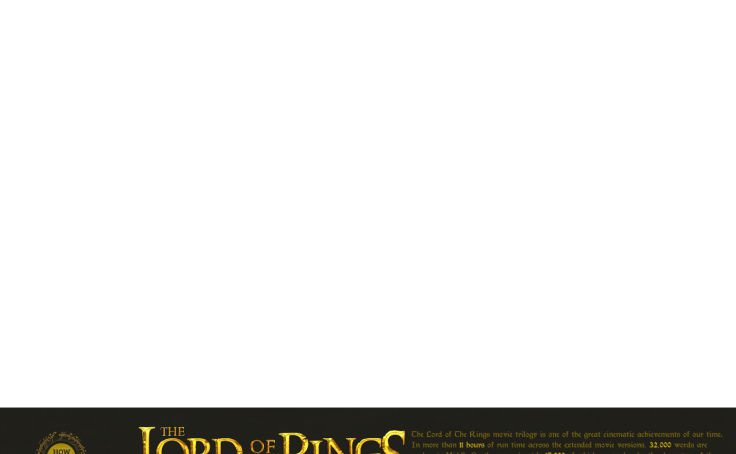 THE
LORD OF RINGS
HOW
The Lord of The Rings movie trilogy is one of the great cinematic achievements of our time.
In more than 11 hours of run time across the extended movie versions, 32,000 words are